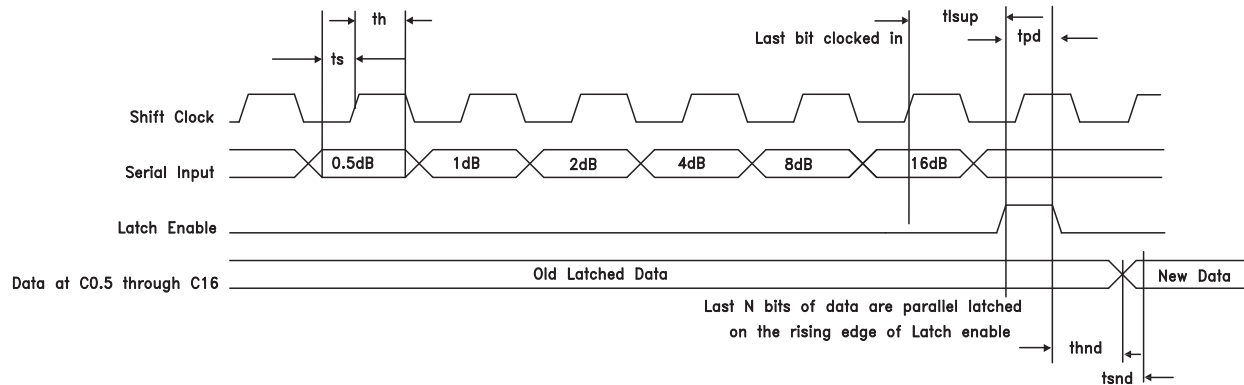 th
tlsup
Last bit clocked in
tpd
ts
Shift Clock
Serial Input
0.5dB
1dB
2dB
4dB
8dB
16dB
Latch Enable
Data at C0.5 through C16
Old Latched Data
New Data
Last N bits of data are parallel latched
on the rising edge of Latch enable
thnd
tsnd